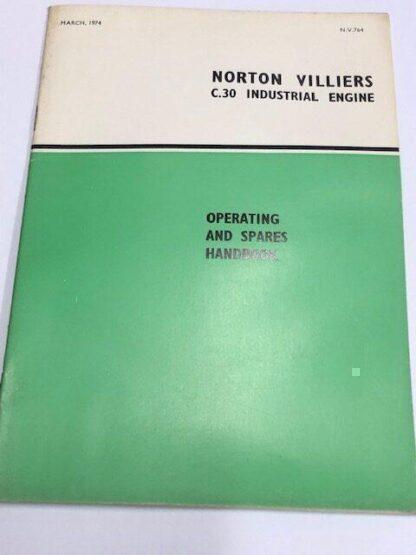 MARCH, 1974
N.V.764
NORTON VILLIERS
C.30 INDUSTRIAL ENGINE
OPERATING
AND SPARES
HANDBOOK